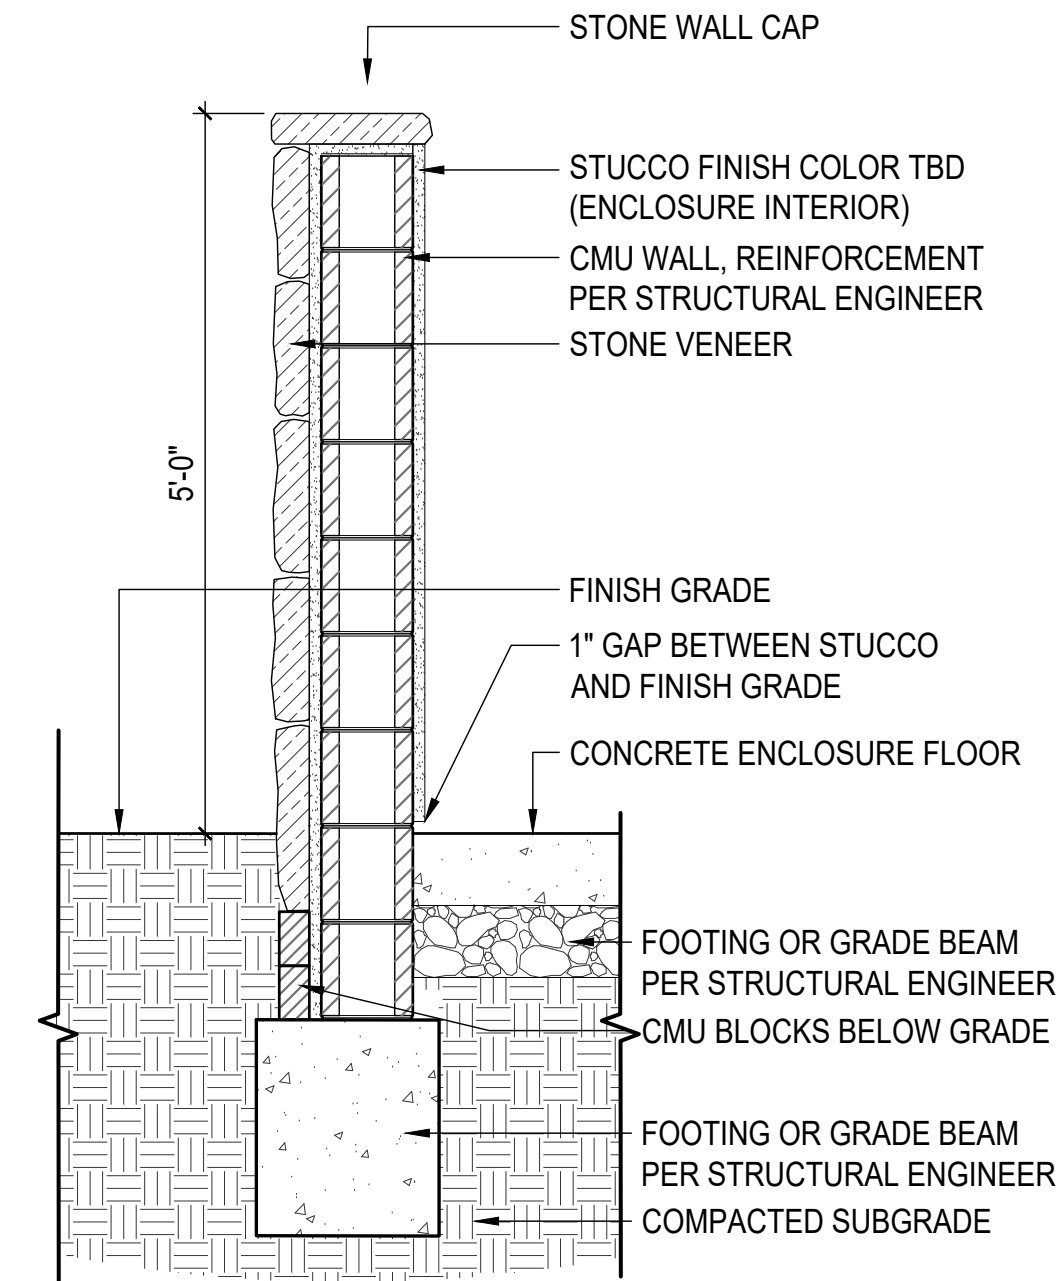 STONE WALL CAP
STUCCO FINISH COLOR TBD
(ENCLOSURE INTERIOR)
CMU WALL, REINFORCEMENT
PER STRUCTURAL ENGINEER
STONE VENEER
5'-0"
FINISH GRADE
1" GAP BETWEEN STUCCO
AND FINISH GRADE
CONCRETE ENCLOSURE FLOOR
FOOTING OR GRADE BEAM
PER STRUCTURAL ENGINEER
CMU BLOCKS BELOW GRADE
FOOTING OR GRADE BEAM
PER STRUCTURAL ENGINEER
COMPACTED SUBGRADE